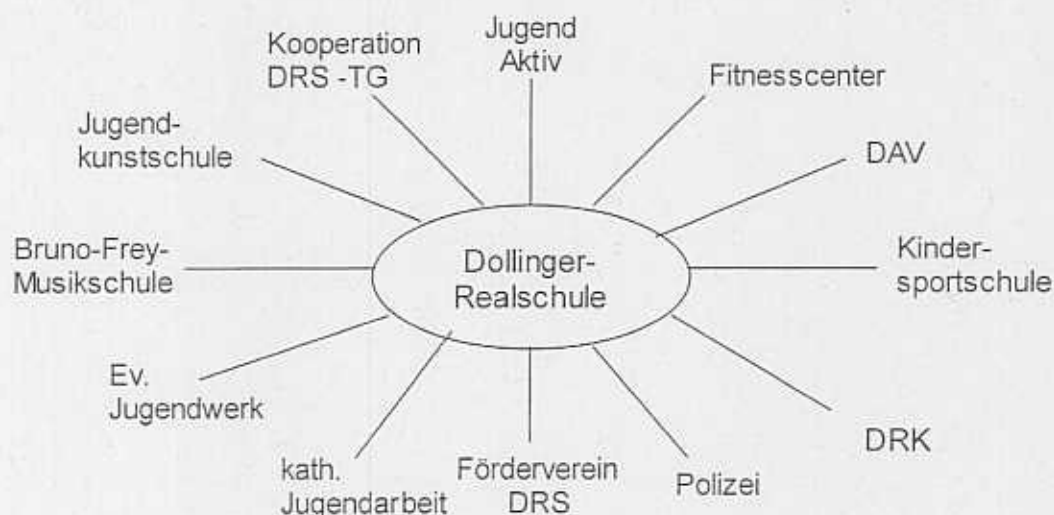 Kooperation
DRS -TG
Jugend
Aktiv
Fitnesscenter
Jugend-
kunstschule
DAV
Bruno-Frey-
Musikschule
Dollinger-
Realschule
Kinder-
sportschule
Ev.
Jugendwerk
kath.
Jugendarbeit
Förderverein
DRS
Polizei
DRK